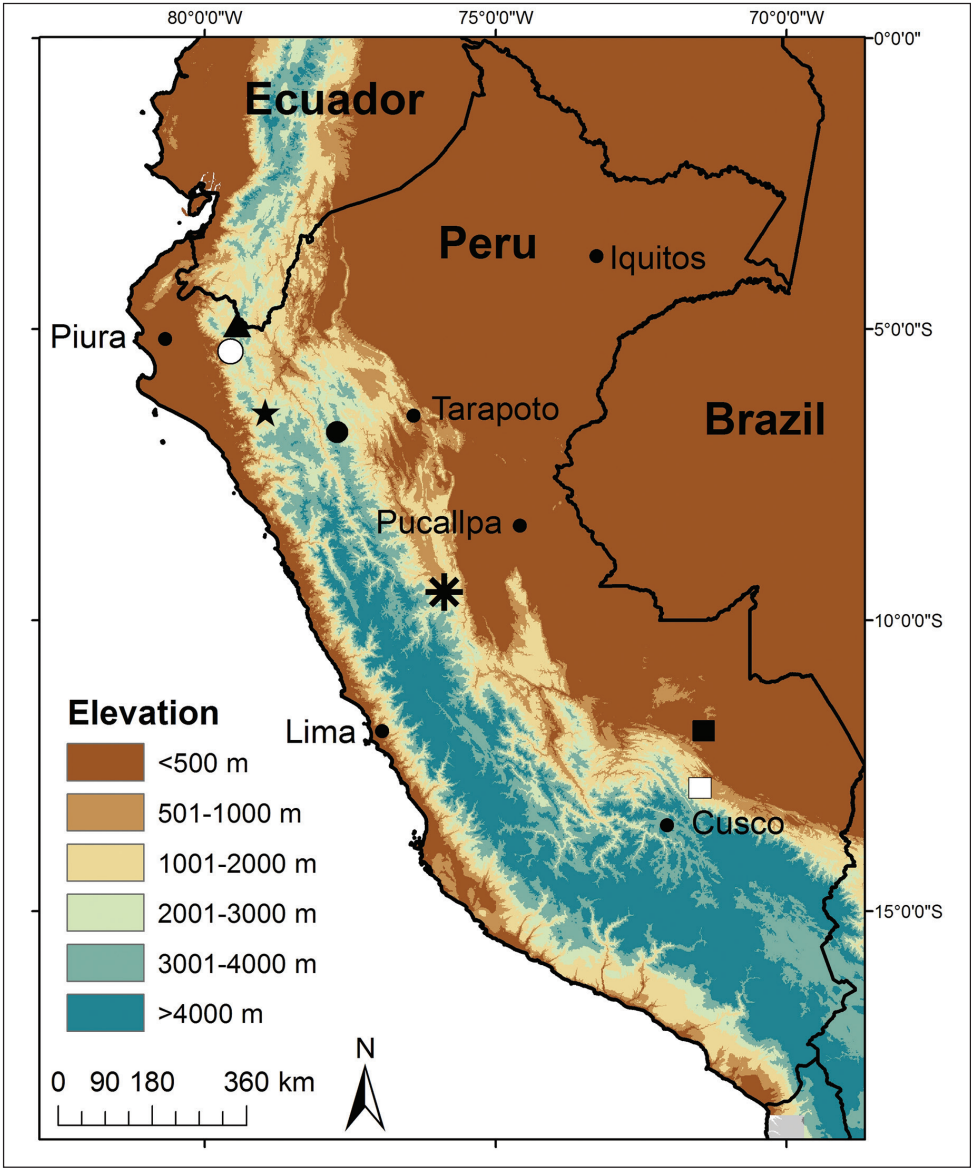 80°0'0"W
75°0'0"W
70°0'0"W
0°0'0"
Ecuador
Peru
Iquitos
5°0'0"S
Piura
Tarapoto
Brazil
Pucallpa
10°0'0"S
Elevation
Lima
<500 m
501-1000 m
Cusco
1001-2000 m
2001-3000 m
15°0'0"S
3001-4000 m
>4000 m
N
0 90 180 360 km